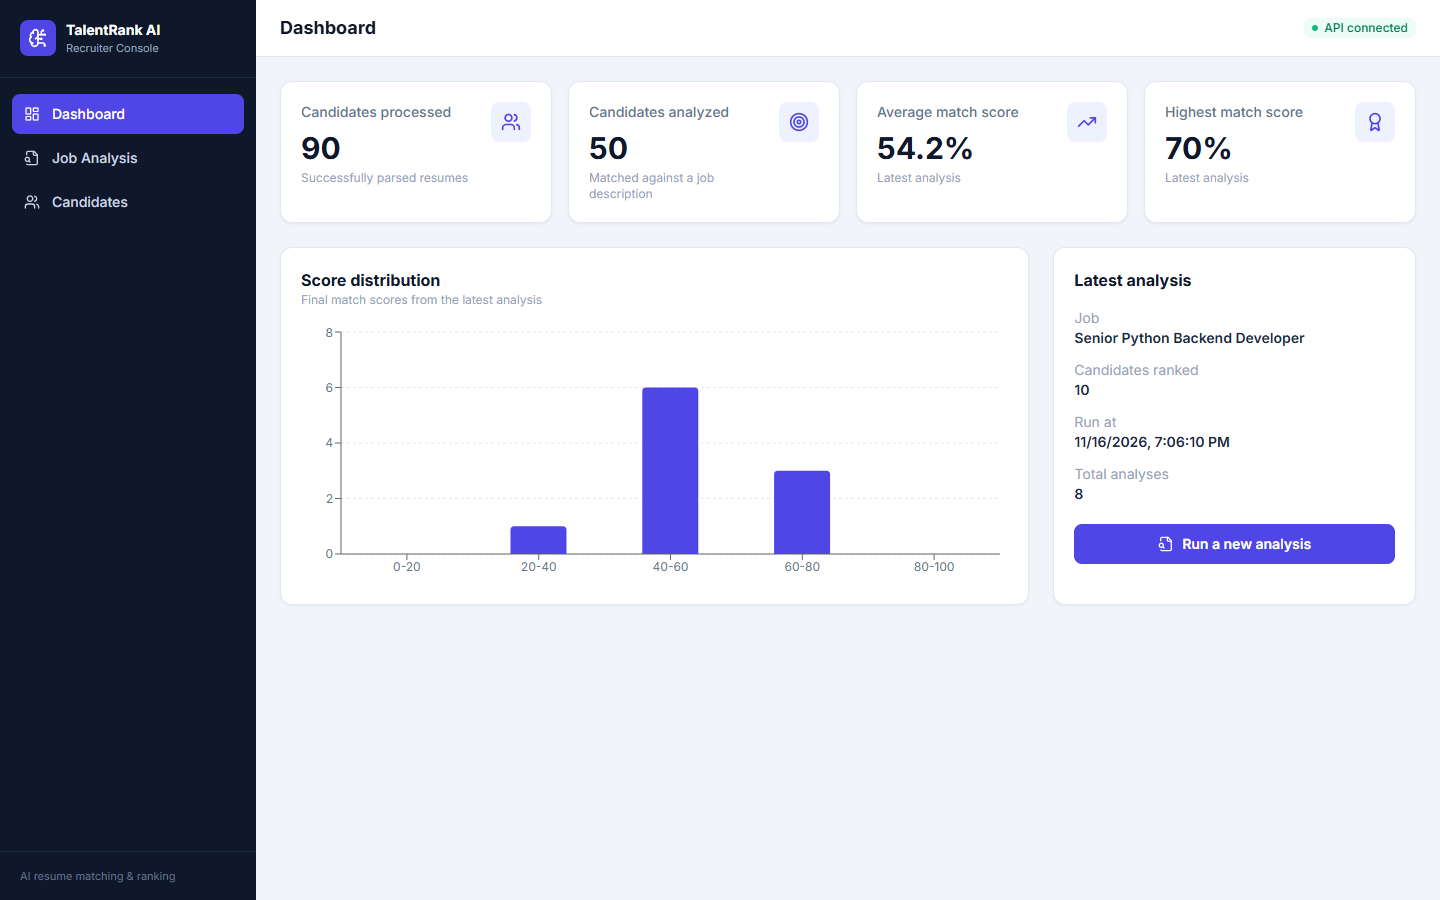 TalentRank AI
Recruiter Console
Dashboard
Job Analysis
Candidates
AI resume matching & ranking
Dashboard
API connected
Candidates processed
90
Successfully parsed resumes
Candidates analyzed
50
Matched against a job
description
Average match score
54.2%
Latest analysis
Highest match score
70%
Latest analysis
Score distribution
Final match scores from the latest analysis
8
6
4
2
0
0-20
20-40
40-60
60-80
80-100
Latest analysis
Job
Senior Python Backend Developer
Candidates ranked
10
Run at
11/16/2026, 7:06:10 PM
Total analyses
8
Run a new analysis